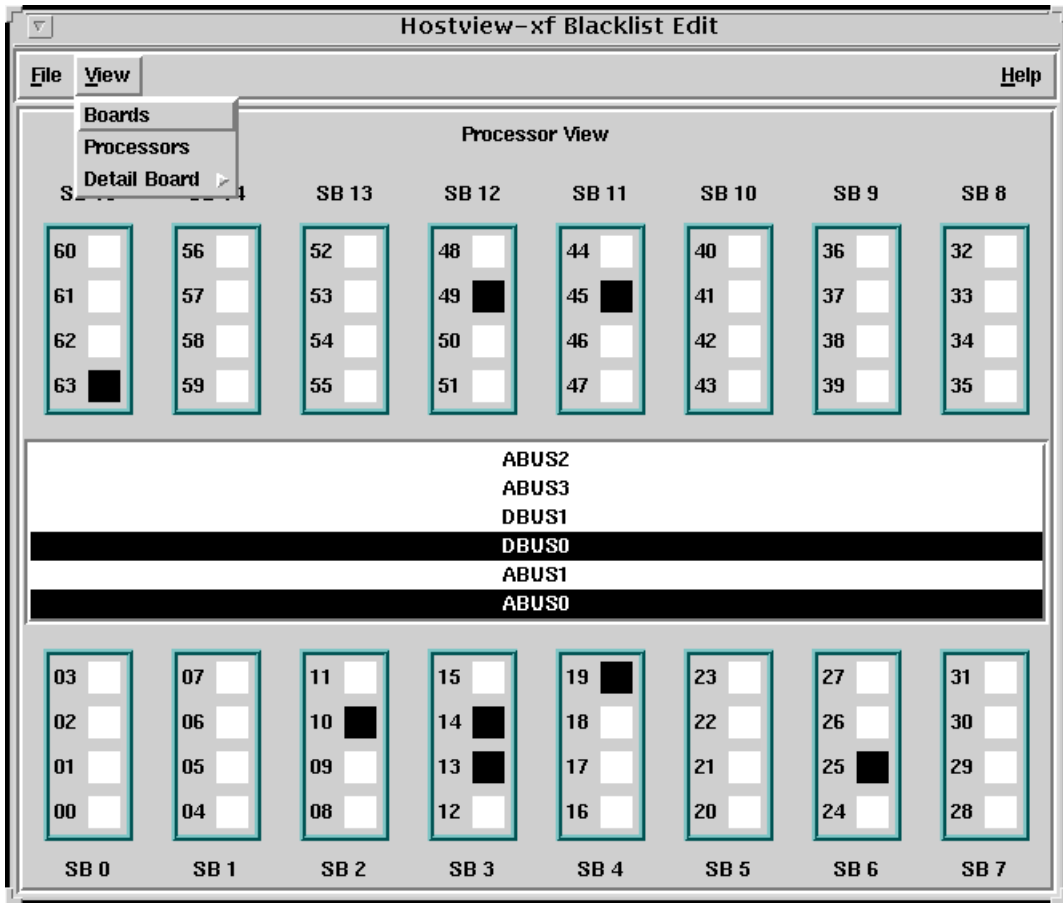 Hostview-xf Blacklist Edit
File View Help
Boards
Processors
Detail Board
Processor View
SB 13 SB 12 SB 11 SB 10 SB 9 SB 8
60 56 52 48 44 40 36 32
61 57 53 49 45 41 37 33
62 58 54 50 46 42 38 34
63 59 55 51 47 43 39 35
ABUS2
ABUS3
DBUS1
DBUS0
ABUS1
ABUS0
03 07 11 15 19 23 27 31
02 06 10 14 18 22 26 30
01 05 09 13 17 21 25 29
00 04 08 12 16 20 24 28
SB 0 SB 1 SB 2 SB 3 SB 4 SB 5 SB 6 SB 7